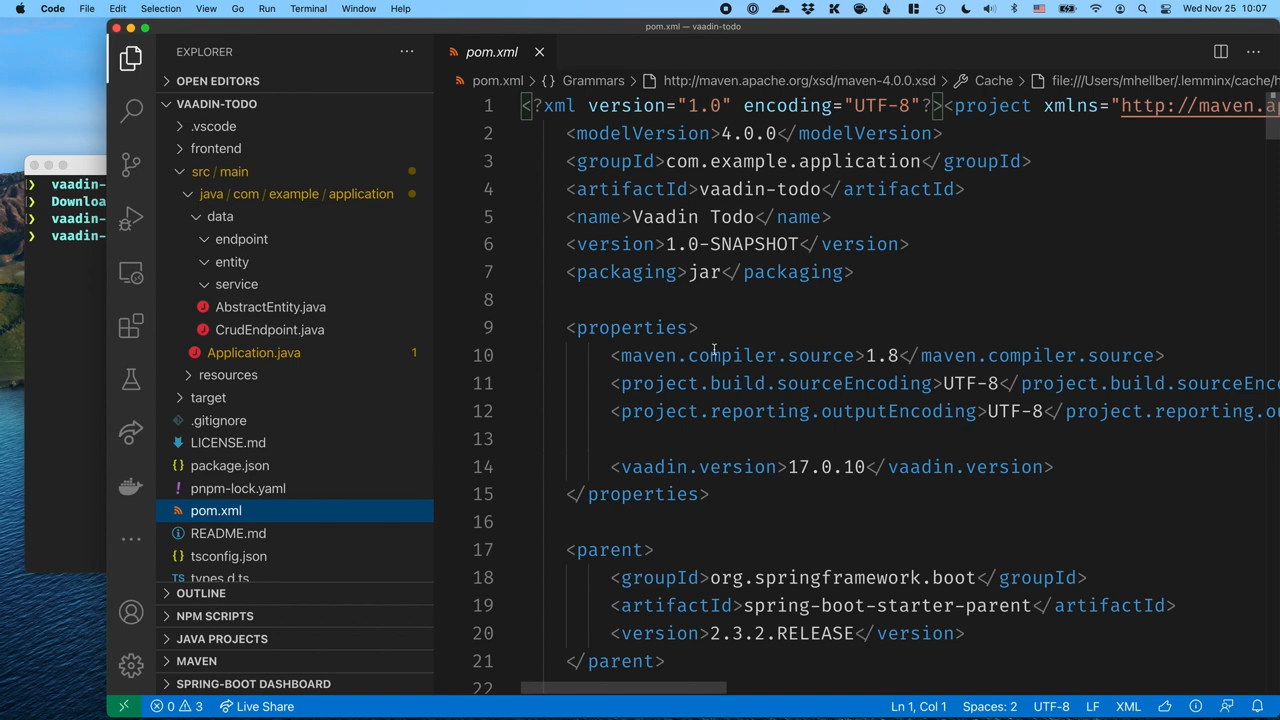 Code File Edit Selection View Go Run Terminal Window Help Wed Nov 25 10:07
pom.xml — vaadin-todo
EXPLORER
OPEN EDITORS
VAADIN-TODO
.vscode
frontend
src / main
java / com / example / application
data
endpoint
entity
service
AbstractEntity.java
CrudEndpoint.java
Application.java 1
resources
target
.gitignore
LICENSE.md
package.json
pnpm-lock.yaml
pom.xml
README.md
tsconfig.json
types.d.ts
OUTLINE
NPM SCRIPTS
JAVA PROJECTS
MAVEN
SPRING-BOOT DASHBOARD
❯ vaadin-
❯ Downloa
❯ vaadin-
❯ vaadin-
pom.xml
pom.xml > {} Grammars > http://maven.apache.org/xsd/maven-4.0.0.xsd > Cache > file:///Users/mhellber/.lemminx/cache/h
1 <?xml version="1.0" encoding="UTF-8"?><project xmlns="http://maven.ap
2 <modelVersion>4.0.0</modelVersion>
3 <groupId>com.example.application</groupId>
4 <artifactId>vaadin-todo</artifactId>
5 <name>Vaadin Todo</name>
6 <version>1.0-SNAPSHOT</version>
7 <packaging>jar</packaging>
8
9 <properties>
10 <maven.compiler.source>1.8</maven.compiler.source>
11 <project.build.sourceEncoding>UTF-8</project.build.sourceEnc
12 <project.reporting.outputEncoding>UTF-8</project.reporting.ou
13
14 <vaadin.version>17.0.10</vaadin.version>
15 </properties>
16
17 <parent>
18 <groupId>org.springframework.boot</groupId>
19 <artifactId>spring-boot-starter-parent</artifactId>
20 <version>2.3.2.RELEASE</version>
21 </parent>
22
0 3 Live Share Ln 1, Col 1 Spaces: 2 UTF-8 LF XML